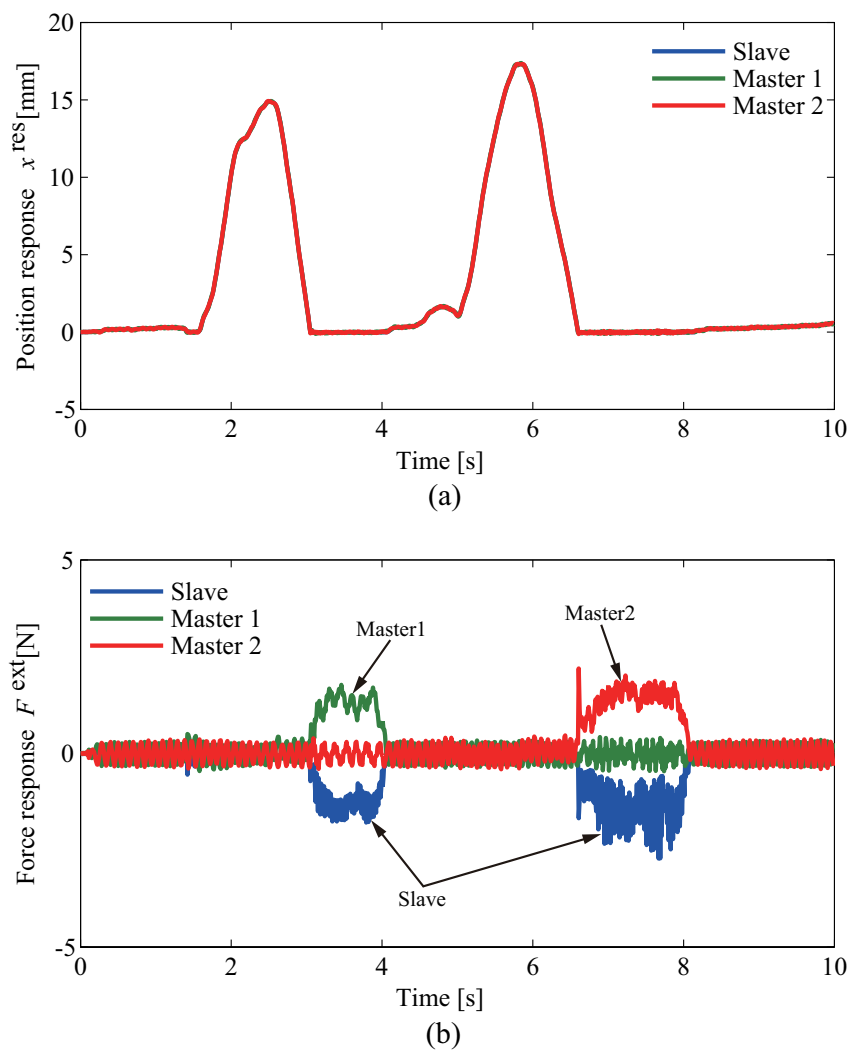 20
15
10
5
0
-5
Position response x^res[mm]
Slave
Master 1
Master 2
0 2 4 6 8 10
Time [s]
(a)
5
0
-5
Force response F^ext[N]
Slave
Master 1
Master 2
Master1
Master2
Slave
0 2 4 6 8 10
Time [s]
(b)